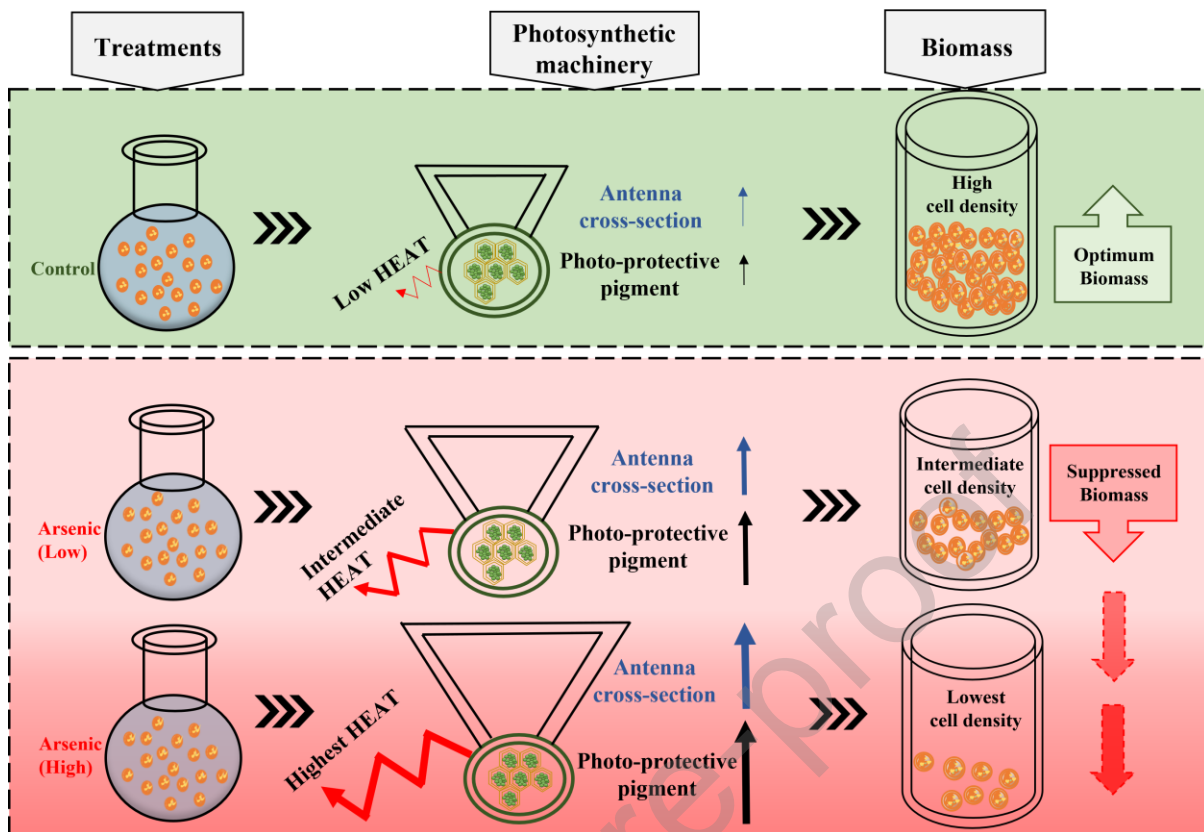 Treatments
Photosynthetic
machinery
Biomass
Control
Low HEAT
Antenna
cross-section
Photo-protective
pigment
High
cell density
Optimum
Biomass
Arsenic
(Low)
Intermediate
HEAT
Antenna
cross-section
Photo-protective
pigment
Intermediate
cell density
Suppressed
Biomass
Arsenic
(High)
Highest HEAT
Antenna
cross-section
Photo-protective
pigment
Lowest
cell density
re proof